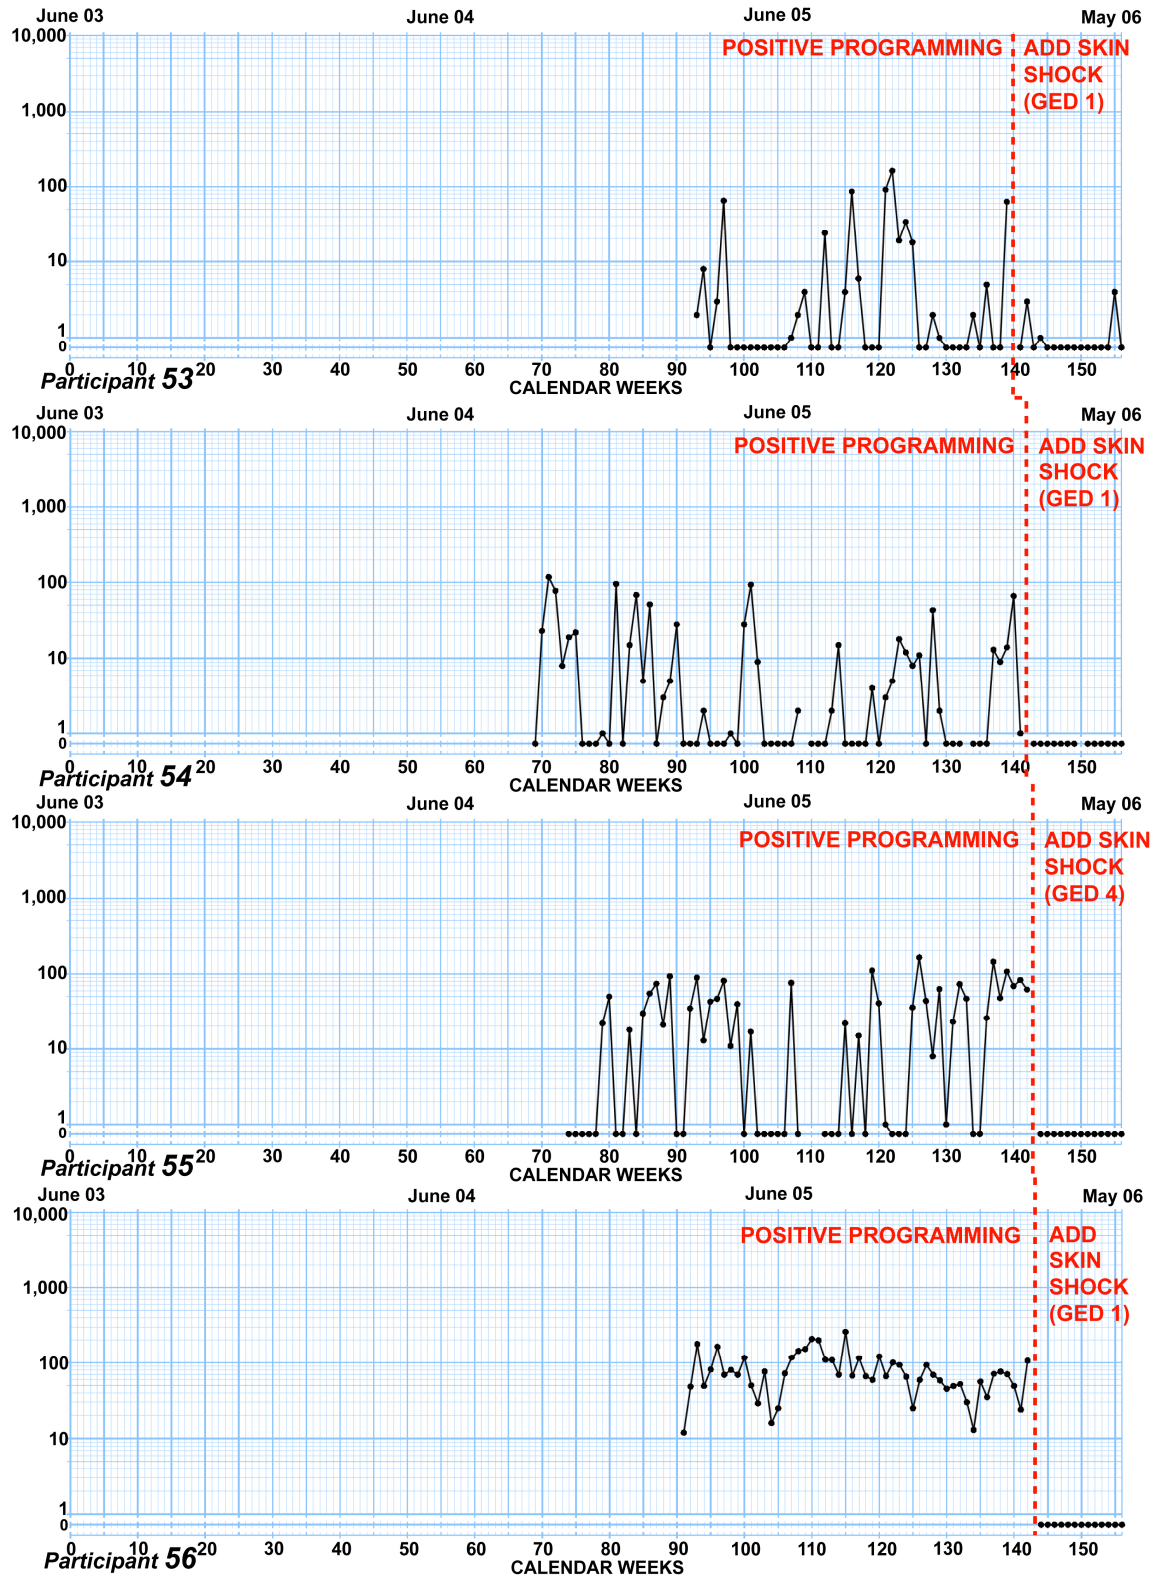 June 03 June 04 June 05 May 06
10,000 POSITIVE PROGRAMMING ADD SKIN
SHOCK
(GED 1)
1,000
100
10
1
0
0 10 20 30 40 50 60 70 80 90 100 110 120 130 140 150
Participant 53 CALENDAR WEEKS
June 03 June 04 June 05 May 06
10,000 POSITIVE PROGRAMMING ADD SKIN
SHOCK
(GED 1)
1,000
100
10
1
0
0 10 20 30 40 50 60 70 80 90 100 110 120 130 140 150
Participant 54 CALENDAR WEEKS
June 03 June 04 June 05 May 06
10,000 POSITIVE PROGRAMMING ADD SKIN
SHOCK
(GED 4)
1,000
100
10
1
0
0 10 20 30 40 50 60 70 80 90 100 110 120 130 140 150
Participant 55 CALENDAR WEEKS
June 03 June 04 June 05 May 06
10,000 POSITIVE PROGRAMMING ADD
SKIN
SHOCK
(GED 1)
1,000
100
10
1
0
0 10 20 30 40 50 60 70 80 90 100 110 120 130 140 150
Participant 56 CALENDAR WEEKS